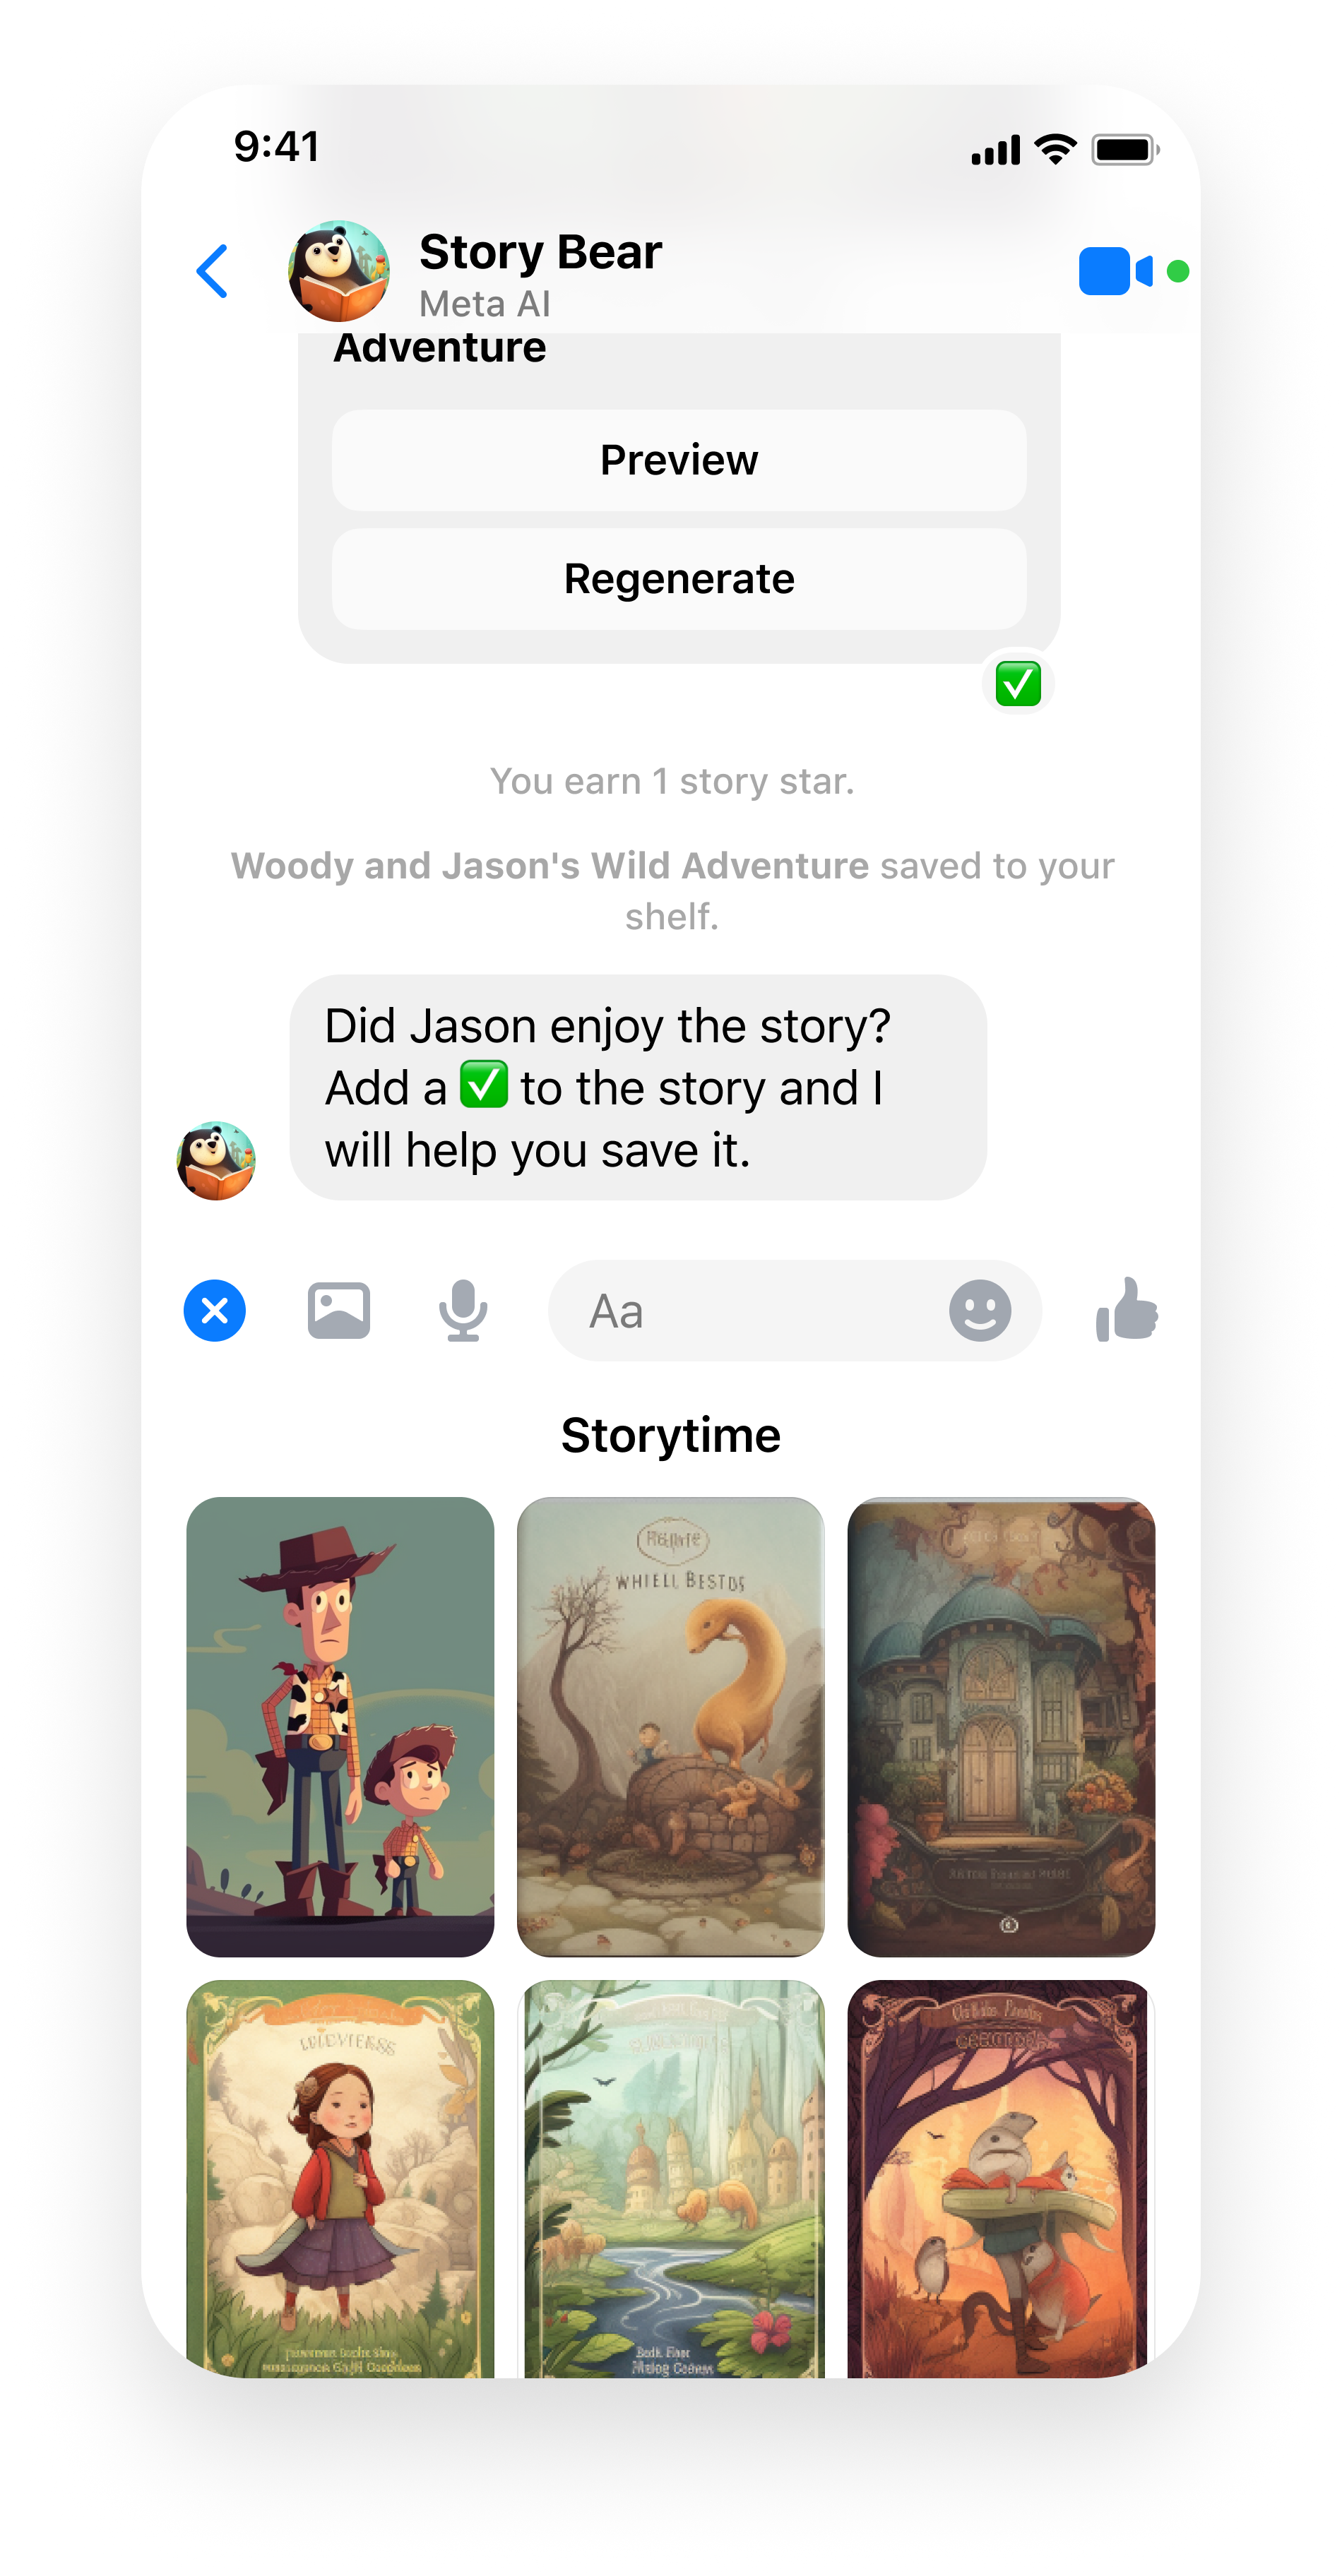 9:41
Story Bear
Meta AI
Adventure
Preview
Regenerate
✅
You earn 1 story star.
Woody and Jason's Wild Adventure saved to your
shelf.
Did Jason enjoy the story?
Add a ✅ to the story and I
will help you save it.
Aa
Storytime
WHIELL BESTDS